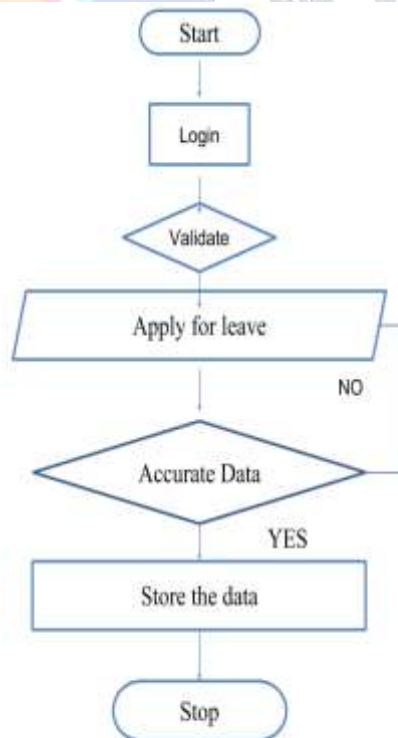 Start
Login
Validate
Apply for leave
NO
Accurate Data
YES
Store the data
Stop